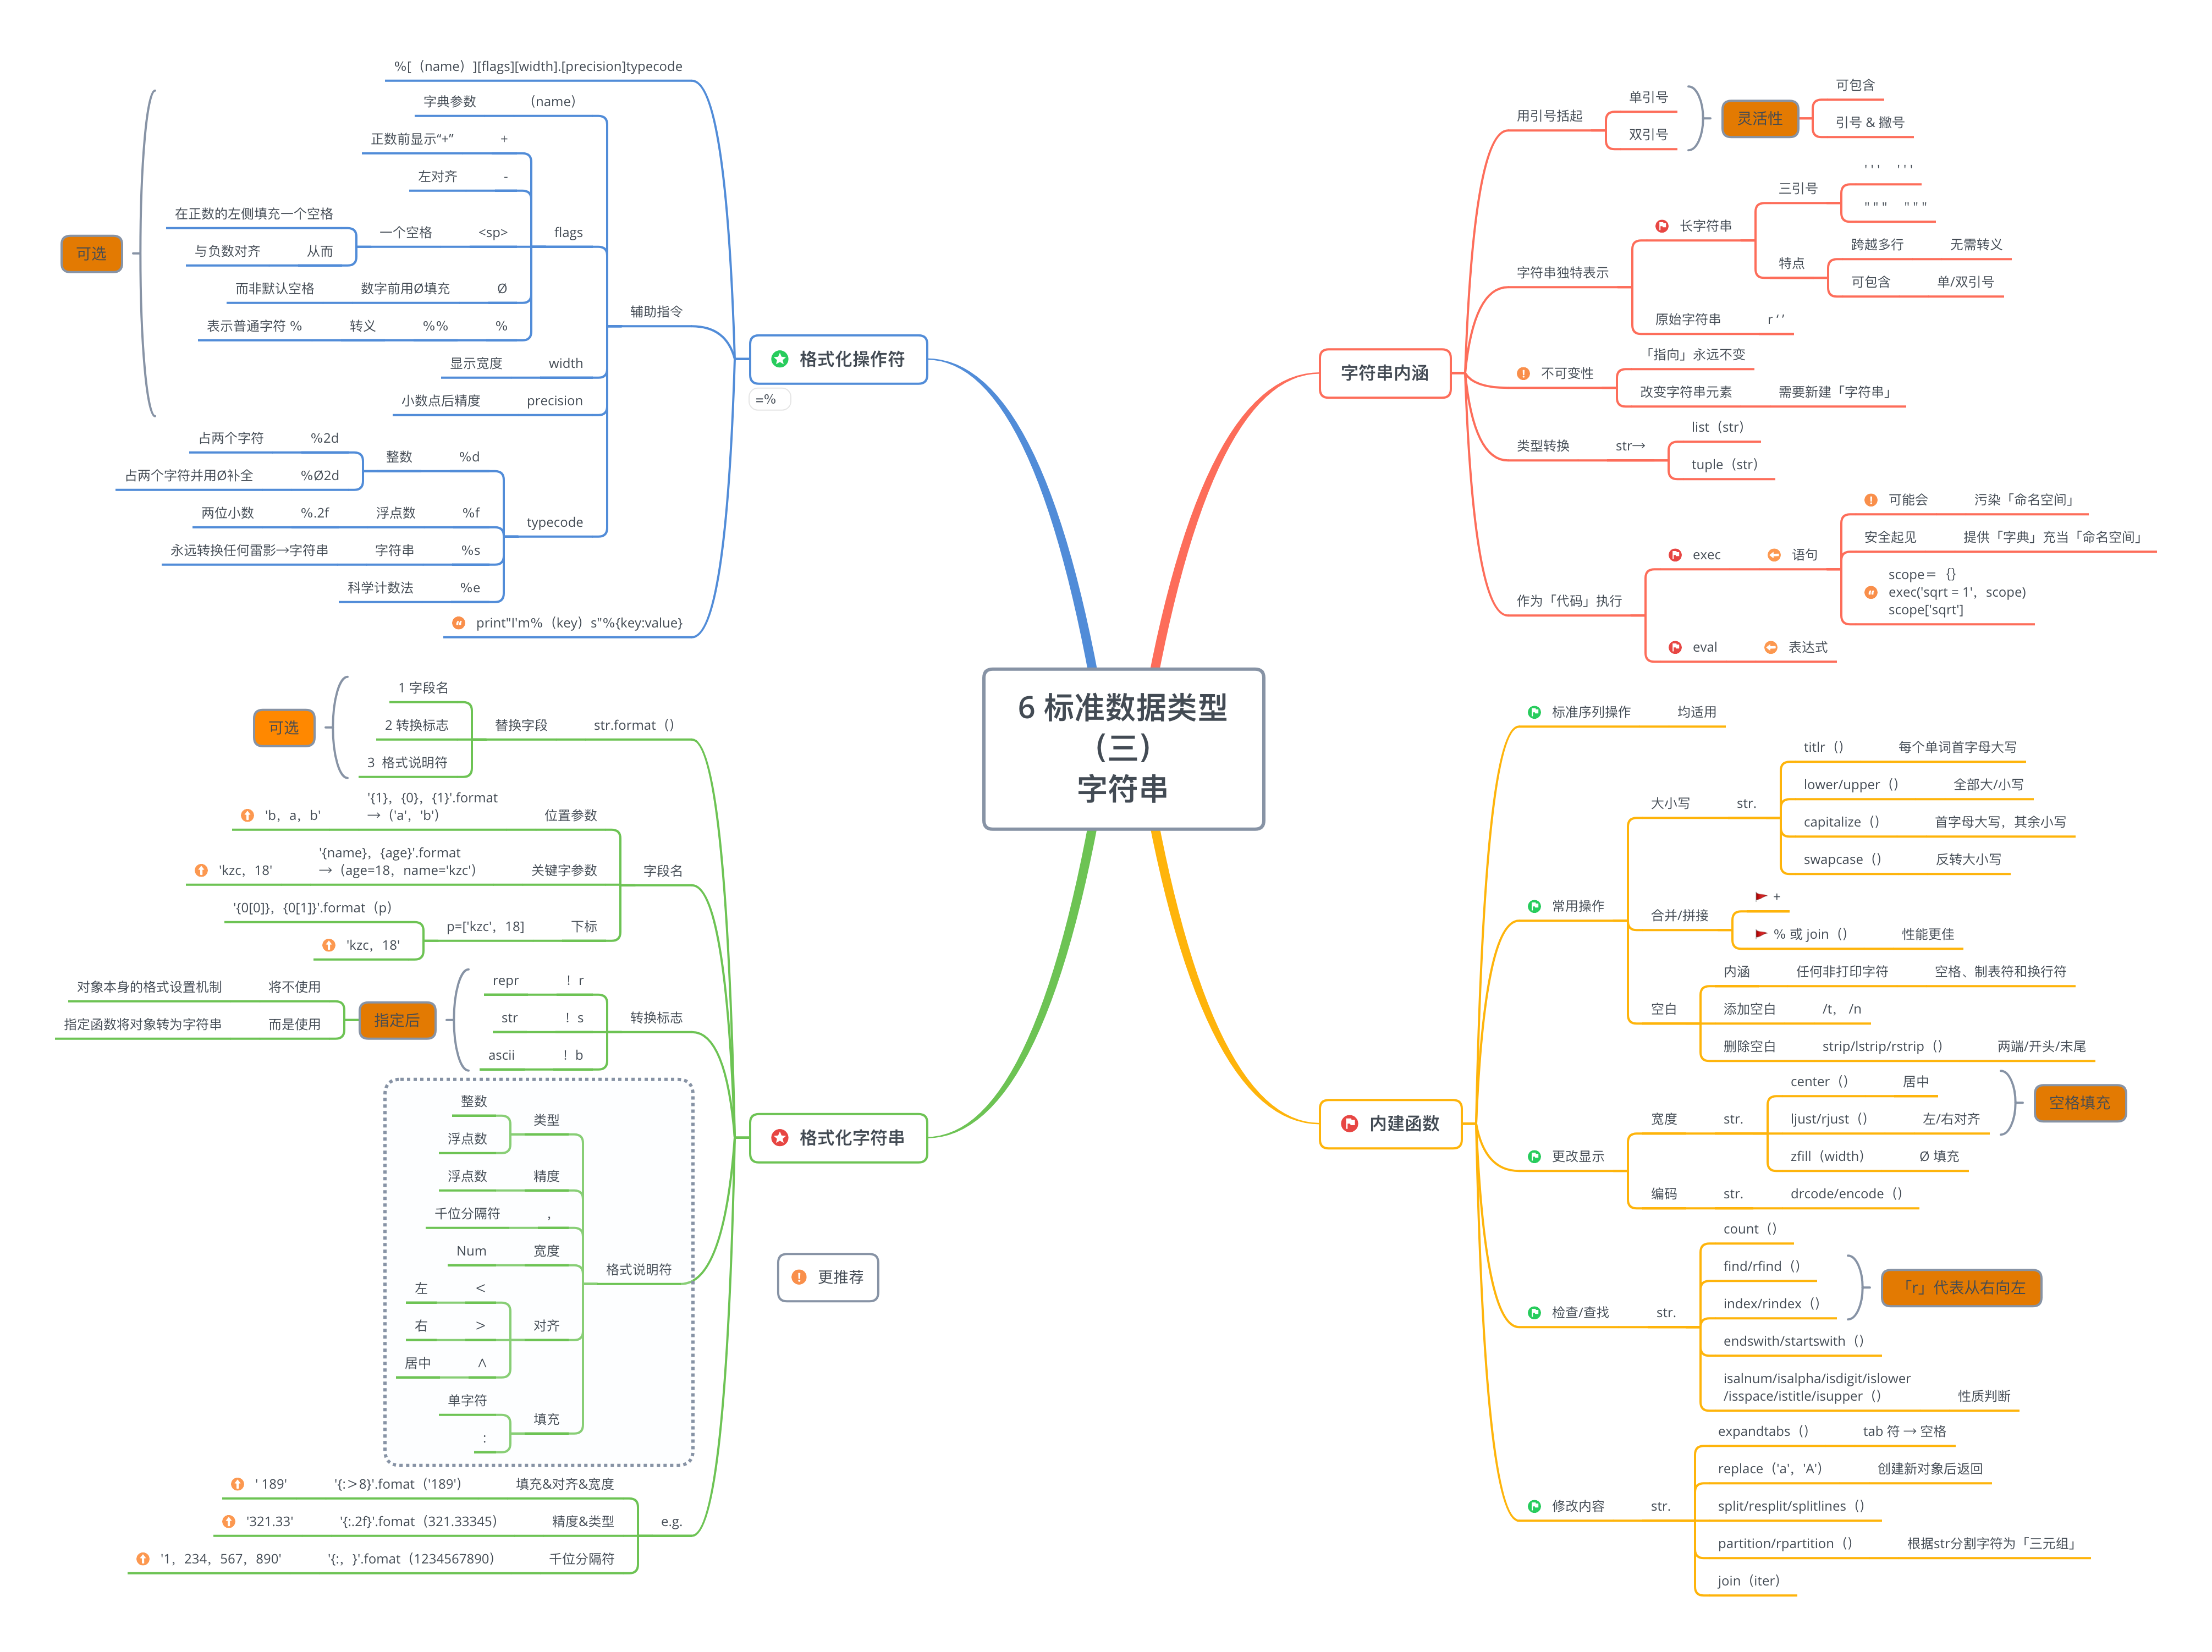 6 标准数据类型
（三）
字符串
格式化操作符
=%
%[（name）][flags][width].[precision]typecode
辅助指令
（name）
字典参数
flags
+
正数前显示“+”
-
左对齐
<sp>
一个空格
在正数的左侧填充一个空格
从而
与负数对齐
Ø
数字前用Ø填充
而非默认空格
%
%%
转义
表示普通字符 %
width
显示宽度
precision
小数点后精度
可选
typecode
%d
整数
%2d
占两个字符
%Ø2d
占两个字符并用Ø补全
%f
浮点数
%.2f
两位小数
%s
字符串
永远转换任何雷影→字符串
%e
科学计数法
print"I'm%（key）s"%{key:value}
字符串内涵
用引号括起
单引号
双引号
灵活性
可包含
引号 & 撇号
字符串独特表示
长字符串
三引号
' ' '     ' ' '
" " "     " " "
特点
跨越多行
无需转义
可包含
单/双引号
原始字符串
r ‘ ’
不可变性
「指向」永远不变
改变字符串元素
需要新建「字符串」
类型转换
str→
list（str）
tuple（str）
作为「代码」执行
exec
语句
可能会
污染「命名空间」
安全起见
提供「字典」充当「命名空间」
scope＝｛｝
exec('sqrt = 1'，scope)
scope['sqrt']
eval
表达式
格式化字符串
str.format（）
替换字段
1 字段名
2 转换标志
3  格式说明符
可选
字段名
位置参数
'{1}，{0}，{1}'.format
→（'a'，'b'）
'b，a，b'
关键字参数
'{name}，{age}'.format
→（age=18，name='kzc'）
'kzc，18'
下标
p=['kzc'，18]
'{0[0]}，{0[1]}'.format（p）
'kzc，18'
转换标志
！r
repr
！s
str
！b
ascii
指定后
将不使用
对象本身的格式设置机制
而是使用
指定函数将对象转为字符串
格式说明符
类型
整数
浮点数
精度
浮点数
，
千位分隔符
宽度
Num
对齐
<
左
>
右
∧
居中
填充
单字符
:
e.g.
填充&对齐&宽度
'{:＞8}'.fomat（'189'）
' 189'
精度&类型
'{:.2f}'.fomat（321.33345）
'321.33'
千位分隔符
'{:，}'.fomat（1234567890）
'1，234，567，890'
更推荐
内建函数
标准序列操作
均适用
常用操作
大小写
str.
titlr（）
每个单词首字母大写
lower/upper（）
全部大/小写
capitalize（）
首字母大写，其余小写
swapcase（）
反转大小写
合并/拼接
+
% 或 join（）
性能更佳
空白
内涵
任何非打印字符
空格、制表符和换行符
添加空白
/t， /n
删除空白
strip/lstrip/rstrip（）
两端/开头/末尾
更改显示
宽度
str.
center（）
居中
ljust/rjust（）
左/右对齐
空格填充
zfill（width）
Ø 填充
编码
str.
drcode/encode（）
检查/查找
str.
count（）
find/rfind（）
index/rindex（）
「r」代表从右向左
endswith/startswith（）
isalnum/isalpha/isdigit/islower
/isspace/istitle/isupper（）
性质判断
修改内容
str.
expandtabs（）
tab 符 → 空格
replace（'a'，'A'）
创建新对象后返回
split/resplit/splitlines（）
partition/rpartition（）
根据str分割字符为「三元组」
join（iter）